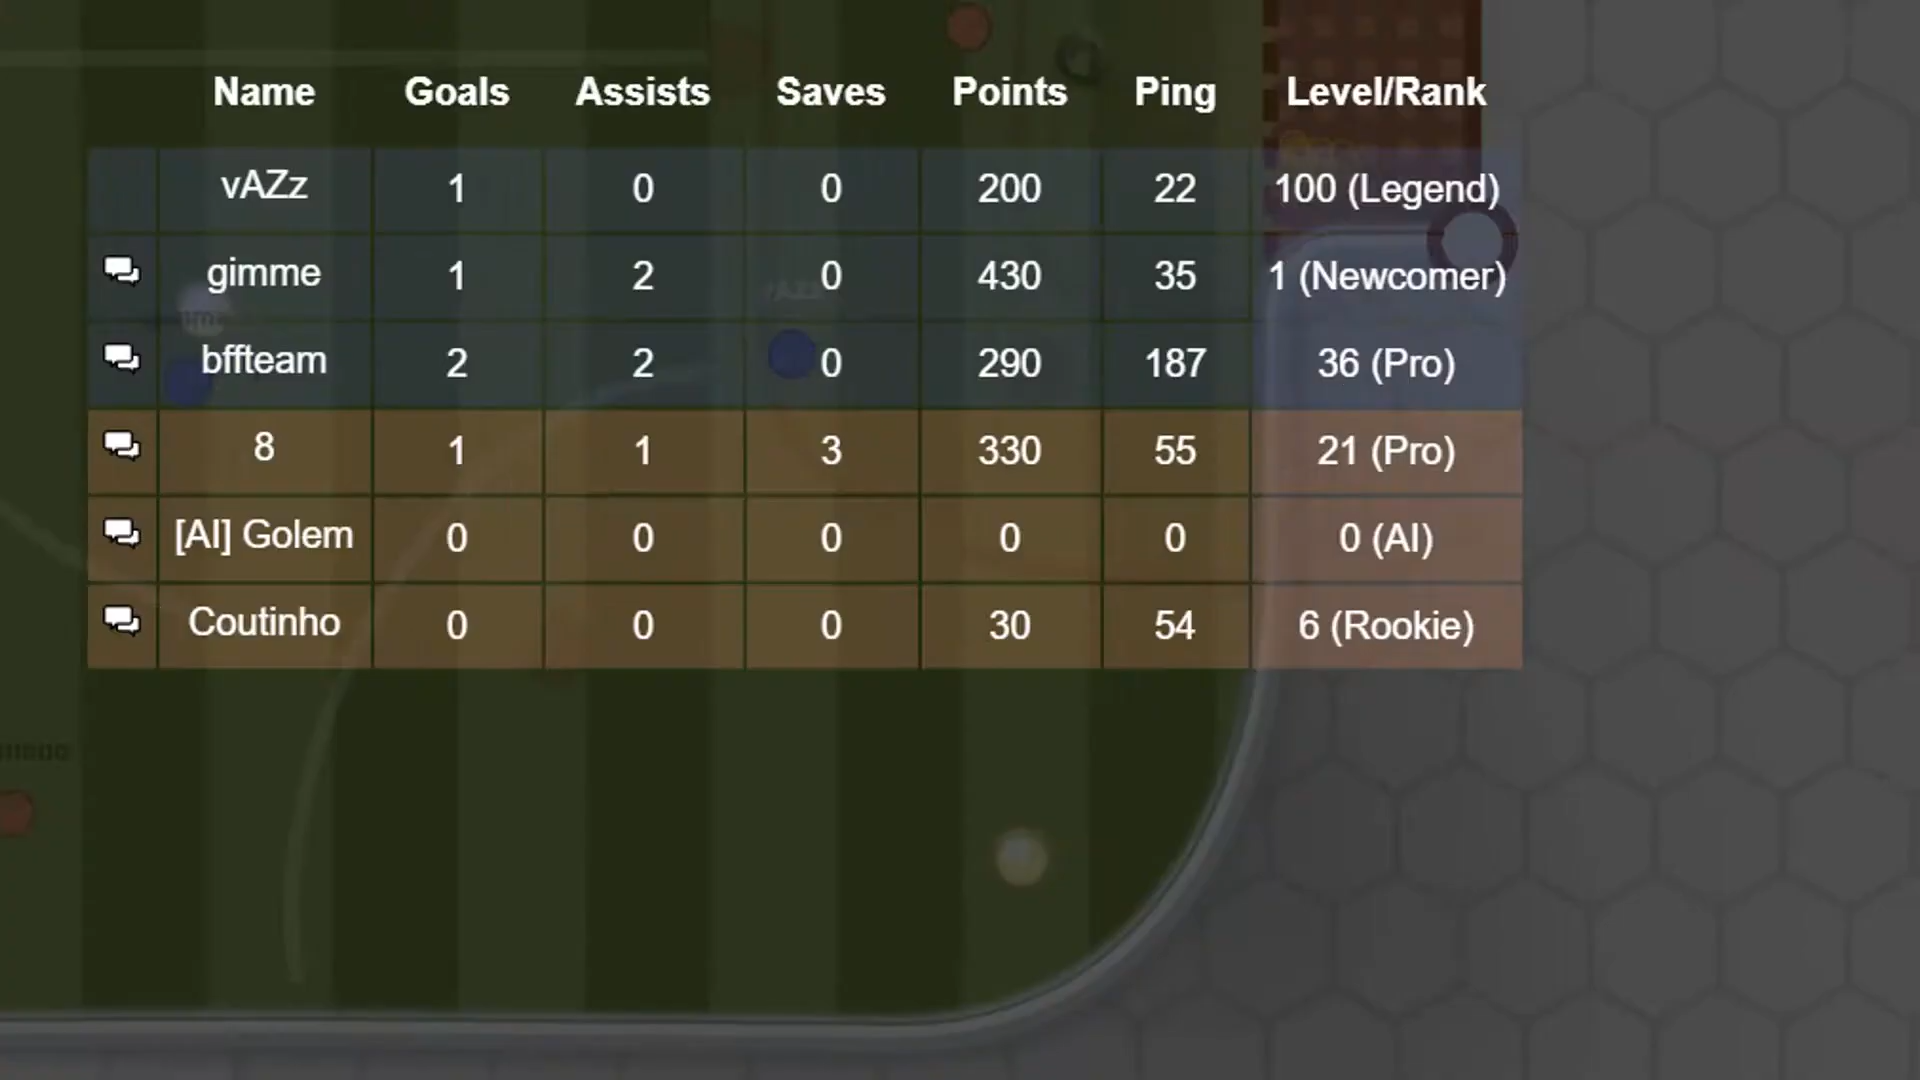 Name Goals Assists Saves Points Ping Level/Rank
vAZz 1 0 0 200 22 100 (Legend)
gimme 1 2 0 430 35 1 (Newcomer)
bffteam 2 2 0 290 187 36 (Pro)
8 1 1 3 330 55 21 (Pro)
[AI] Golem 0 0 0 0 0 0 (AI)
Coutinho 0 0 0 30 54 6 (Rookie)